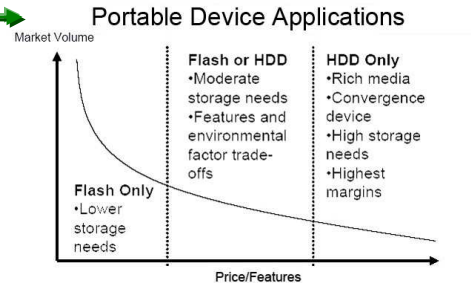 Portable Device Applications
Market Volume
Flash Only
•Lower
storage
needs
Flash or HDD
•Moderate
storage needs
•Features and
environmental
factor trade-
offs
HDD Only
•Rich media
•Convergence
device
•High storage
needs
•Highest
margins
Price/Features